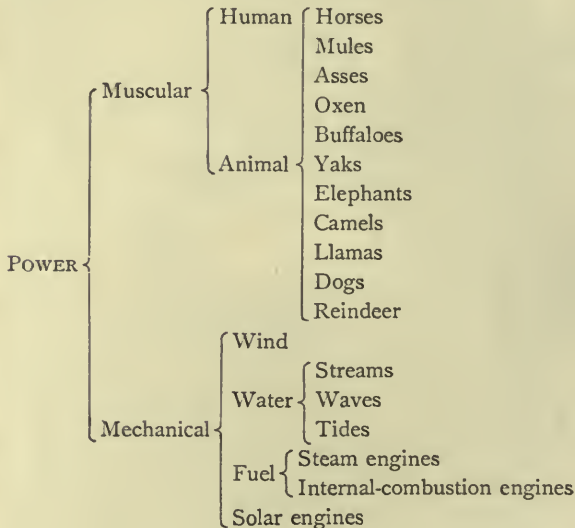 Human Horses
Mules
Muscular Asses
Oxen
Buffaloes
Animal Yaks
Elephants
Camels
Llamas
POWER Dogs
Reindeer
Wind
Streams
Water Waves
Mechanical Tides
Fuel Steam engines
Internal-combustion engines
Solar engines